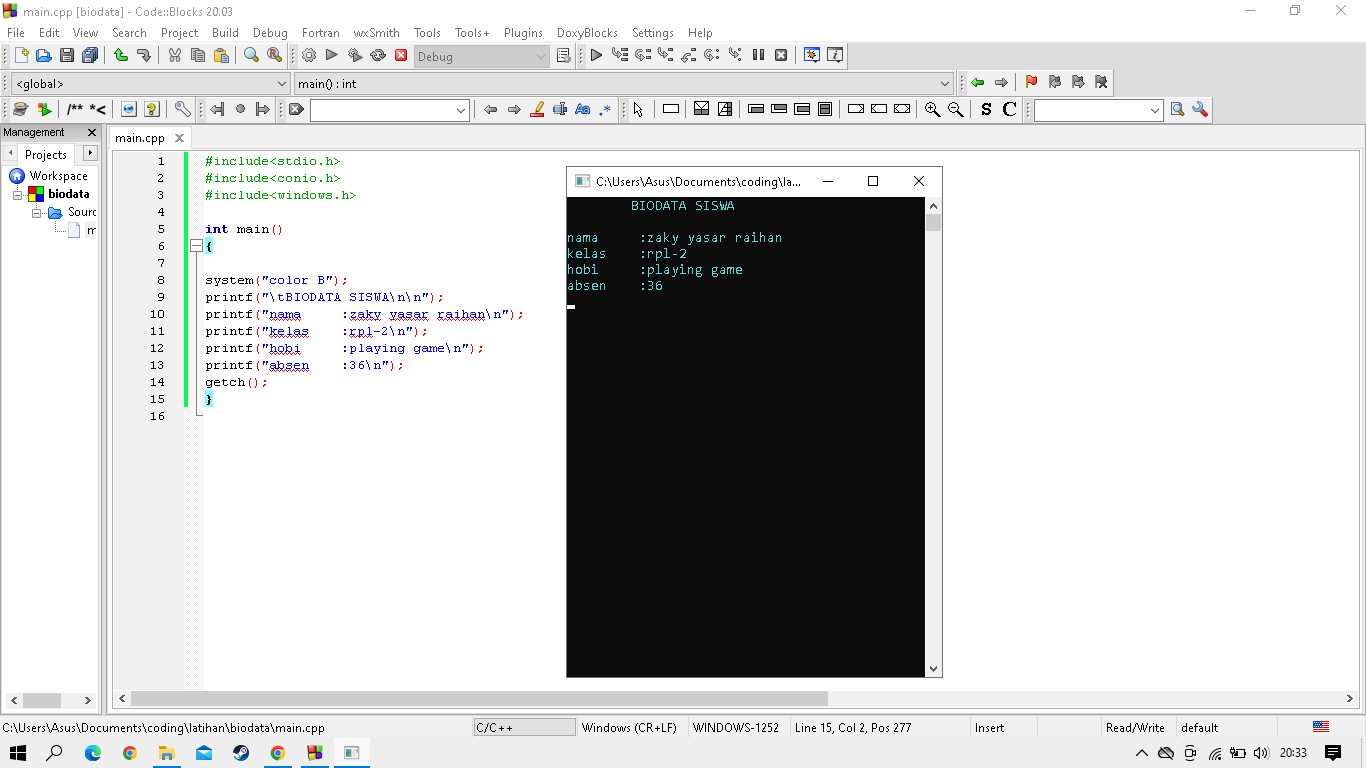 main.cpp [biodata] - Code::Blocks 20.03
File Edit View Search Project Build Debug Fortran wxSmith Tools Tools+ Plugins DoxyBlocks Settings Help
Debug
<global> main() : int
/** *< Aa .* S C
Management
main.cpp
Projects
Workspace
biodata
Sourc
m
1 #include<stdio.h>
2 #include<conio.h>
3 #include<windows.h>
4
5 int main()
6 {
7
8 system("color B");
9 printf("\tBIODATA SISWA\n\n");
10 printf("nama     :zaky yasar raihan\n");
11 printf("kelas    :rpl-2\n");
12 printf("hobi     :playing game\n");
13 printf("absen    :36\n");
14 getch();
15 }
16
C:\Users\Asus\Documents\coding\la...
BIODATA SISWA
nama     :zaky yasar raihan
kelas    :rpl-2
hobi     :playing game
absen    :36
C:\Users\Asus\Documents\coding\latihan\biodata\main.cpp C/C++ Windows (CR+LF) WINDOWS-1252 Line 15, Col 2, Pos 277 Insert Read/Write default
20:33